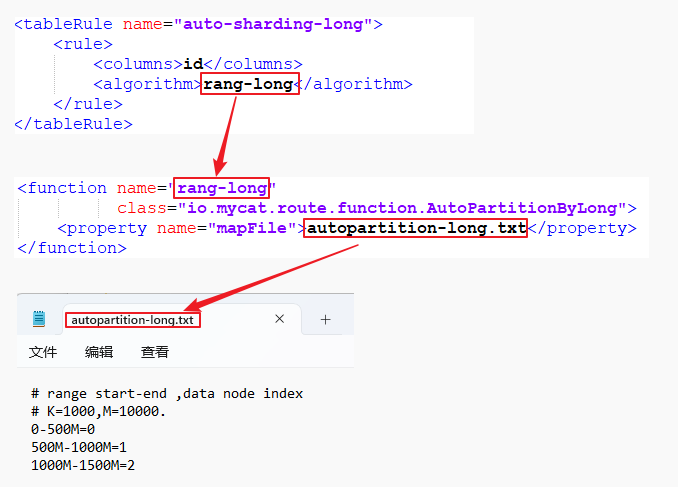 <tableRule name="auto-sharding-long">
<rule>
<columns>id</columns>
<algorithm>rang-long</algorithm>
</rule>
</tableRule>
<function name="rang-long"
class="io.mycat.route.function.AutoPartitionByLong">
<property name="mapFile">autopartition-long.txt</property>
</function>
autopartition-long.txt
文件 编辑 查看
# range start-end ,data node index
# K=1000,M=10000.
0-500M=0
500M-1000M=1
1000M-1500M=2